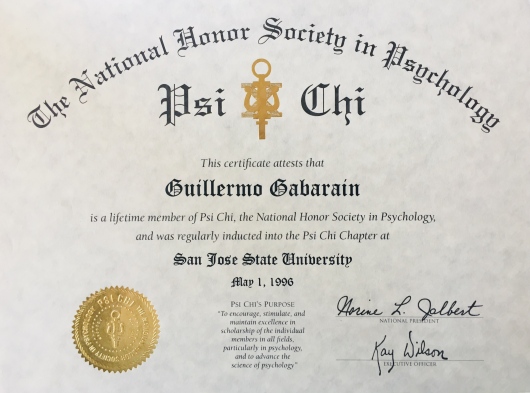 The National Honor Society in Psychology
Psi Chi
This certificate attests that
Guillermo Gabarain
is a lifetime member of Psi Chi, the National Honor Society in Psychology,
and was regularly inducted into the Psi Chi Chapter at
San Jose State University
May 1, 1996
PSI CHI'S PURPOSE
"To encourage, stimulate, and
maintain excellence in
scholarship of the individual
members in all fields,
particularly in psychology,
and to advance the
science of psychology"
Norine L. Jalbert
NATIONAL PRESIDENT
Kay Wilson
EXECUTIVE OFFICER
PSI CHI